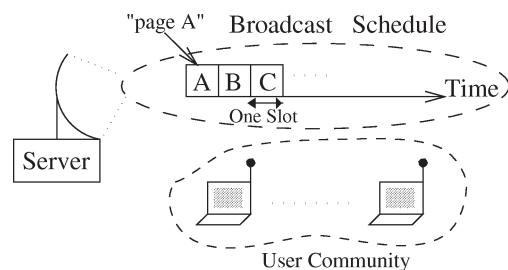 "page A"
Broadcast Schedule
A B C
Time
One Slot
Server
User Community